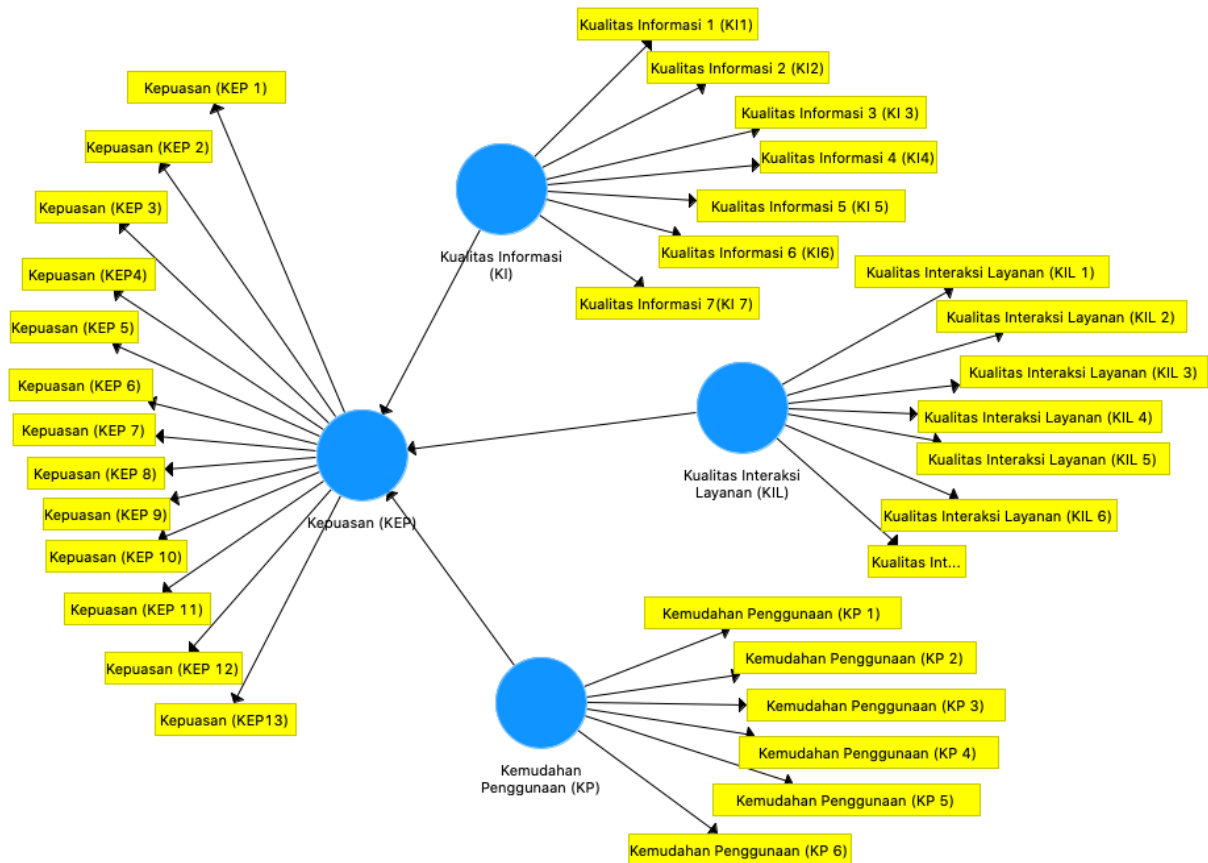 Kualitas Informasi 1 (KI1)
Kualitas Informasi 2 (KI2)
Kualitas Informasi 3 (KI 3)
Kualitas Informasi 4 (KI4)
Kualitas Informasi 5 (KI 5)
Kualitas Informasi 6 (KI6)
Kualitas Informasi 7(KI 7)
Kualitas Informasi
(KI)
Kepuasan (KEP 1)
Kepuasan (KEP 2)
Kepuasan (KEP 3)
Kepuasan (KEP4)
Kepuasan (KEP 5)
Kepuasan (KEP 6)
Kepuasan (KEP 7)
Kepuasan (KEP 8)
Kepuasan (KEP 9)
Kepuasan (KEP 10)
Kepuasan (KEP 11)
Kepuasan (KEP 12)
Kepuasan (KEP13)
Kepuasan (KEP)
Kualitas Interaksi Layanan (KIL 1)
Kualitas Interaksi Layanan (KIL 2)
Kualitas Interaksi Layanan (KIL 3)
Kualitas Interaksi Layanan (KIL 4)
Kualitas Interaksi Layanan (KIL 5)
Kualitas Interaksi Layanan (KIL 6)
Kualitas Int...
Kualitas Interaksi
Layanan (KIL)
Kemudahan Penggunaan (KP 1)
Kemudahan Penggunaan (KP 2)
Kemudahan Penggunaan (KP 3)
Kemudahan Penggunaan (KP 4)
Kemudahan Penggunaan (KP 5)
Kemudahan Penggunaan (KP 6)
Kemudahan
Penggunaan (KP)